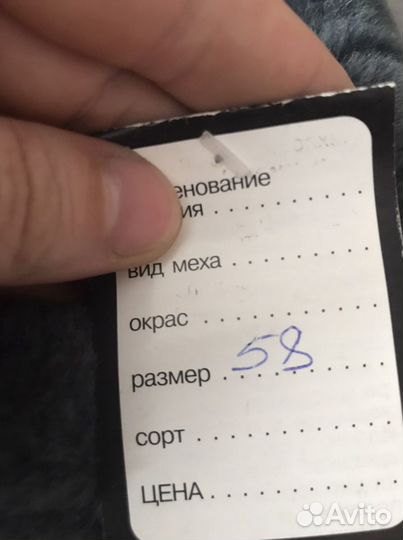 енование
ия . . . . . . . . . . .
вид меха . . . . . . . . .
окрас . . . . . . . . . . .
размер . 58 . . . .
сорт . . . . . . . . . . . .
ЦЕНА . . . . . . . . . . . .
Avito